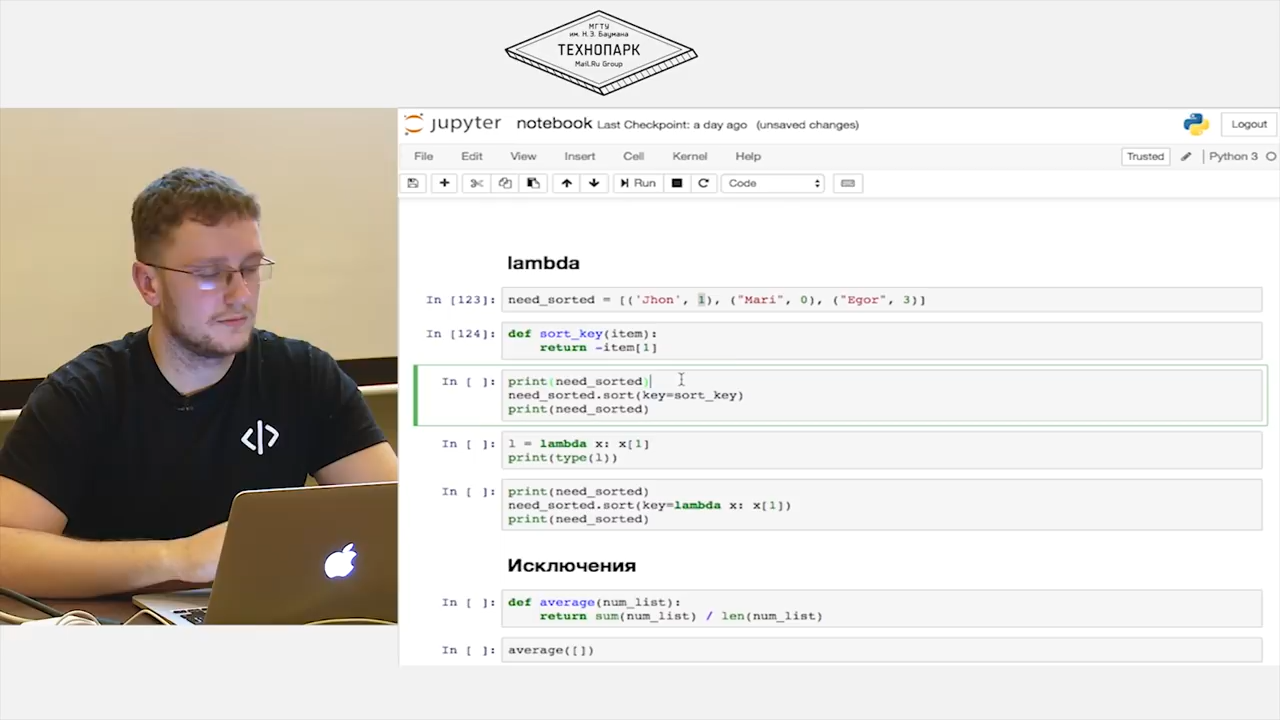 МГТУ
им. Н.Э. Баумана
ТЕХНОПАРК
Mail.Ru Group
jupyter notebook Last Checkpoint: a day ago (unsaved changes)
Logout
File Edit View Insert Cell Kernel Help
Trusted
Python 3
Run
Code
lambda
In [123]: need_sorted = [('Jhon', 1), ("Mari", 0), ("Egor", 3)]
In [124]: def sort_key(item):
return -item[1]
In [ ]: print(need_sorted)
need_sorted.sort(key=sort_key)
print(need_sorted)
In [ ]: l = lambda x: x[1]
print(type(l))
In [ ]: print(need_sorted)
need_sorted.sort(key=lambda x: x[1])
print(need_sorted)
Исключения
In [ ]: def average(num_list):
return sum(num_list) / len(num_list)
In [ ]: average([])